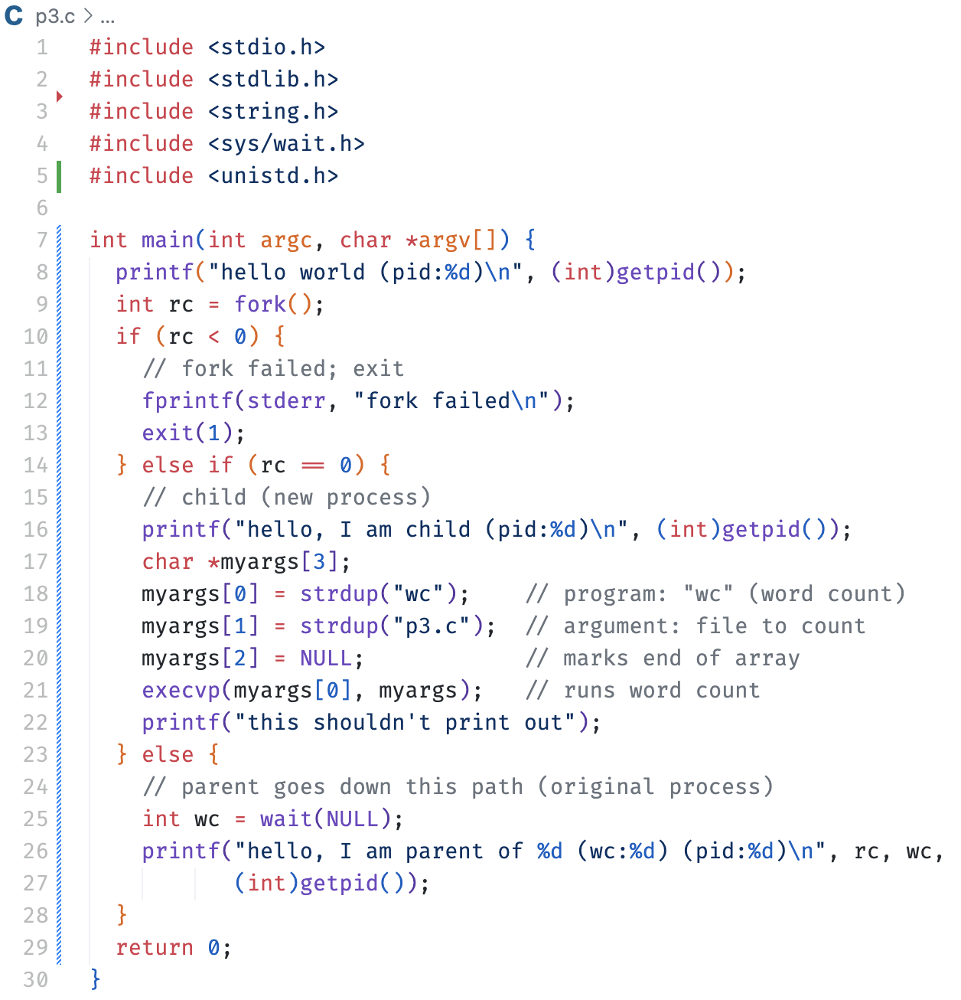 C p3.c > ...
1 #include <stdio.h>
2 #include <stdlib.h>
3 #include <string.h>
4 #include <sys/wait.h>
5 #include <unistd.h>
6
7 int main(int argc, char *argv[]) {
8   printf("hello world (pid:%d)\n", (int)getpid());
9   int rc = fork();
10   if (rc < 0) {
11     // fork failed; exit
12     fprintf(stderr, "fork failed\n");
13     exit(1);
14   } else if (rc == 0) {
15     // child (new process)
16     printf("hello, I am child (pid:%d)\n", (int)getpid());
17     char *myargs[3];
18     myargs[0] = strdup("wc");    // program: "wc" (word count)
19     myargs[1] = strdup("p3.c");  // argument: file to count
20     myargs[2] = NULL;            // marks end of array
21     execvp(myargs[0], myargs);   // runs word count
22     printf("this shouldn't print out");
23   } else {
24     // parent goes down this path (original process)
25     int wc = wait(NULL);
26     printf("hello, I am parent of %d (wc:%d) (pid:%d)\n", rc, wc,
27            (int)getpid());
28   }
29   return 0;
30 }